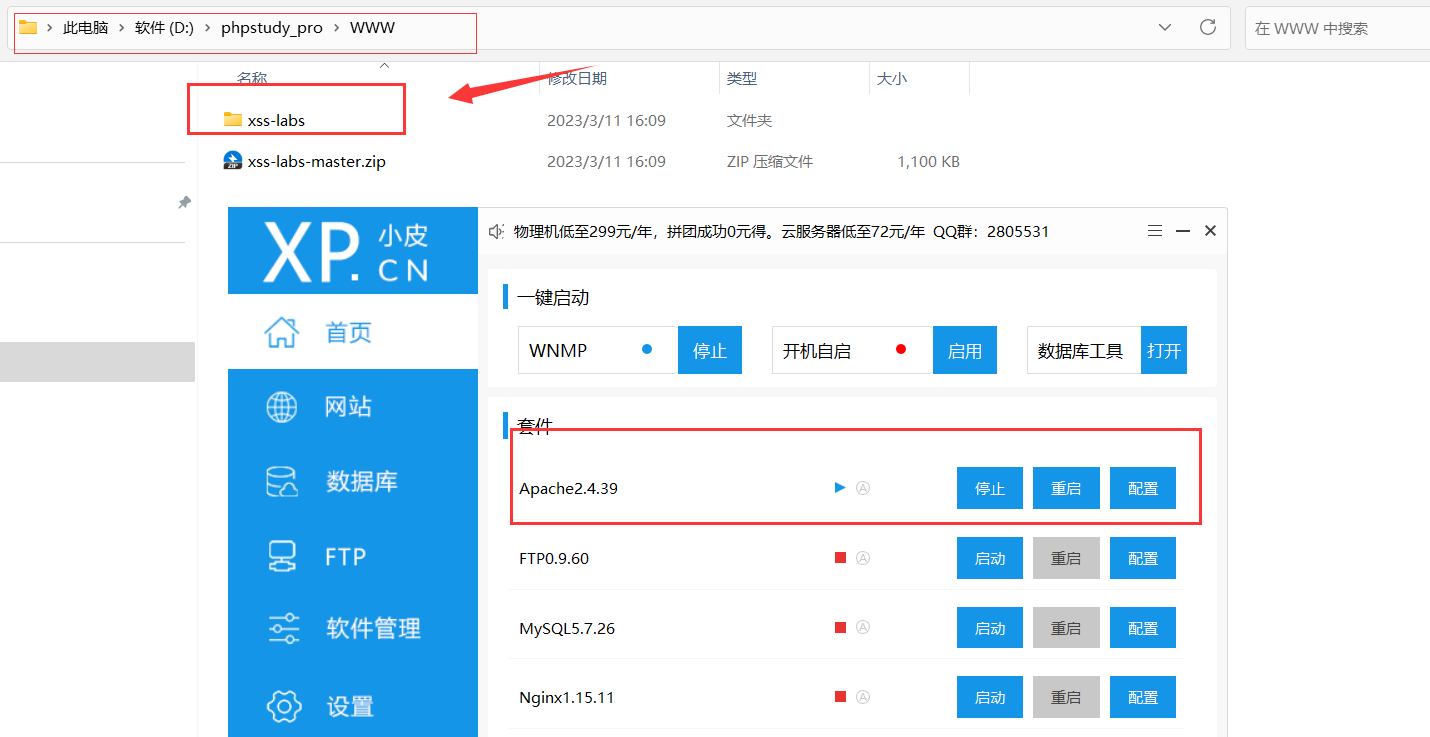 此电脑 > 软件 (D:) > phpstudy_pro > WWW
在 WWW 中搜索
名称 修改日期 类型 大小
xss-labs 2023/3/11 16:09 文件夹
xss-labs-master.zip 2023/3/11 16:09 ZIP 压缩文件 1,100 KB
XP.小皮
CN
物理机低至299元/年，拼团成功0元得。云服务器低至72元/年 QQ群：2805531
首页
网站
数据库
FTP
软件管理
设置
一键启动
WNMP 停止 开机自启 启用 数据库工具 打开
套件
Apache2.4.39 停止 重启 配置
FTP0.9.60 启动 重启 配置
MySQL5.7.26 启动 重启 配置
Nginx1.15.11 启动 重启 配置